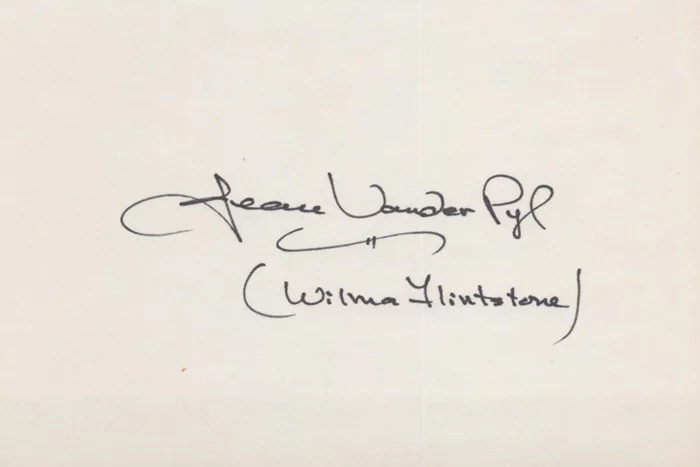 Jean Vander Pyl
(Wilma Flintstone)